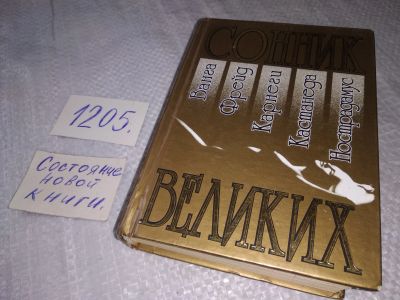 СОННИК
Ванга
Фрейд
Карнеги
Кастанеда
Нострадамус
ВЕЛИКИХ
1205.
Состояние
новой
книги.